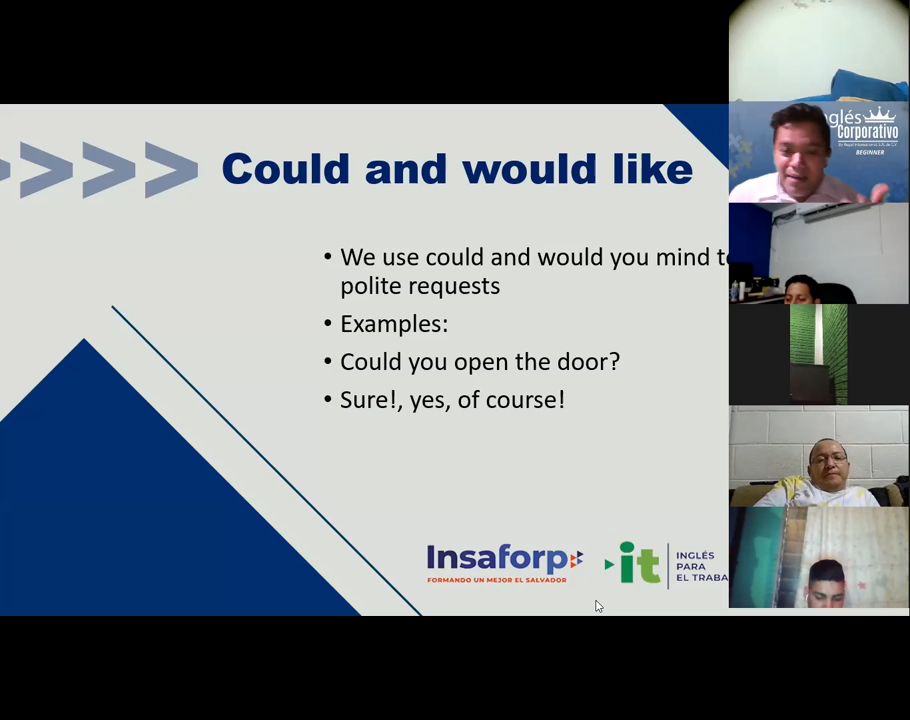 Could and would like
• We use could and would you mind
polite requests
• Examples:
• Could you open the door?
• Sure!, yes, of course!
Insaforp
FORMANDO UN MEJOR EL SALVADOR
it
INGLÉS
PARA
EL TRABA
glés
Corporativo
BEGINNER